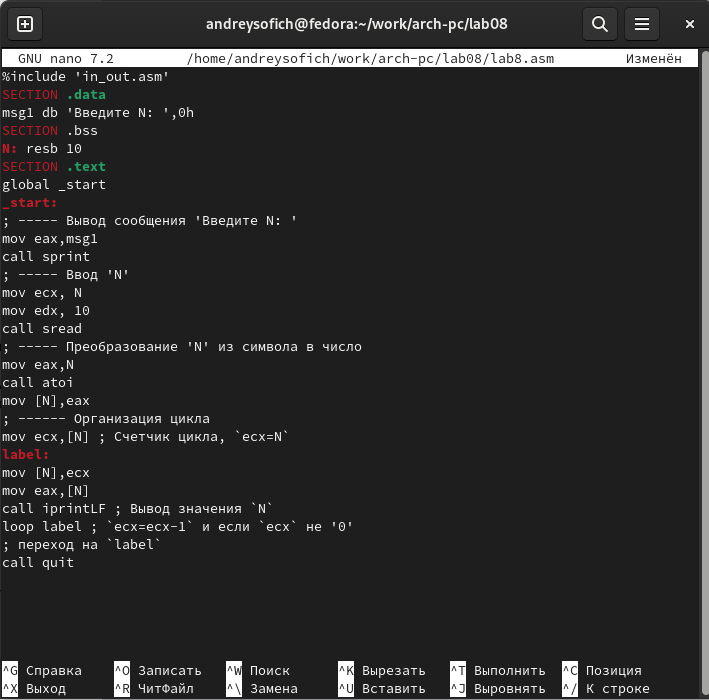 andreysofich@fedora:~/work/arch-pc/lab08
GNU nano 7.2 /home/andreysofich/work/arch-pc/lab08/lab8.asm Изменён
%include 'in_out.asm'
SECTION .data
msg1 db 'Введите N: ',0h
SECTION .bss
N: resb 10
SECTION .text
global _start
_start:
; ----- Вывод сообщения 'Введите N: '
mov eax,msg1
call sprint
; ----- Ввод 'N'
mov ecx, N
mov edx, 10
call sread
; ----- Преобразование 'N' из символа в число
mov eax,N
call atoi
mov [N],eax
; ------ Организация цикла
mov ecx,[N] ; Счетчик цикла, `ecx=N`
label:
mov [N],ecx
mov eax,[N]
call iprintLF ; Вывод значения `N`
loop label ; `ecx=ecx-1` и если `ecx` не '0'
; переход на `label`
call quit
^G Справка ^O Записать ^W Поиск ^K Вырезать ^T Выполнить ^C Позиция
^X Выход ^R ЧитФайл ^\ Замена ^U Вставить ^J Выровнять ^/ К строке